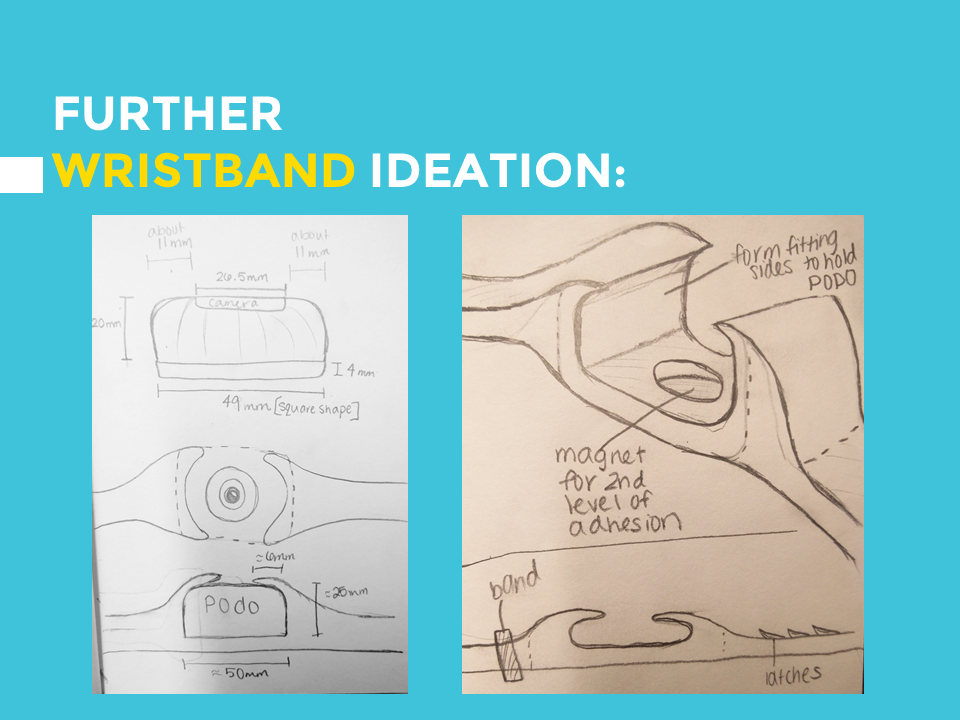 FURTHER
WRISTBAND IDEATION:
about
11mm
about
11mm
26.5mm
camera
20mm
4mm
49mm [square shape]
≈6mm
Podo
≈25mm
≈50mm
form fitting
sides to hold
PODO
magnet
for 2nd
level of
adhesion
band
latches